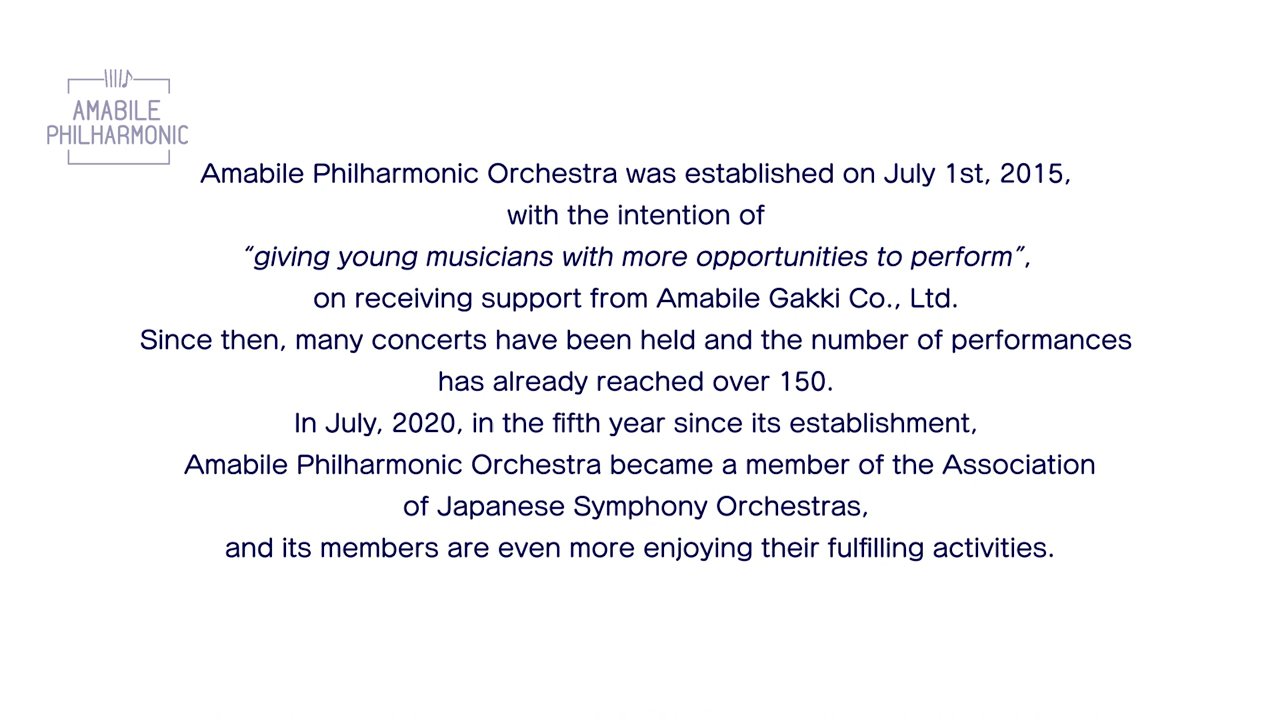 AMABILE
PHILHARMONIC
Amabile Philharmonic Orchestra was established on July 1st, 2015,
with the intention of
“giving young musicians with more opportunities to perform”,
on receiving support from Amabile Gakki Co., Ltd.
Since then, many concerts have been held and the number of performances
has already reached over 150.
In July, 2020, in the fifth year since its establishment,
Amabile Philharmonic Orchestra became a member of the Association
of Japanese Symphony Orchestras,
and its members are even more enjoying their fulfilling activities.